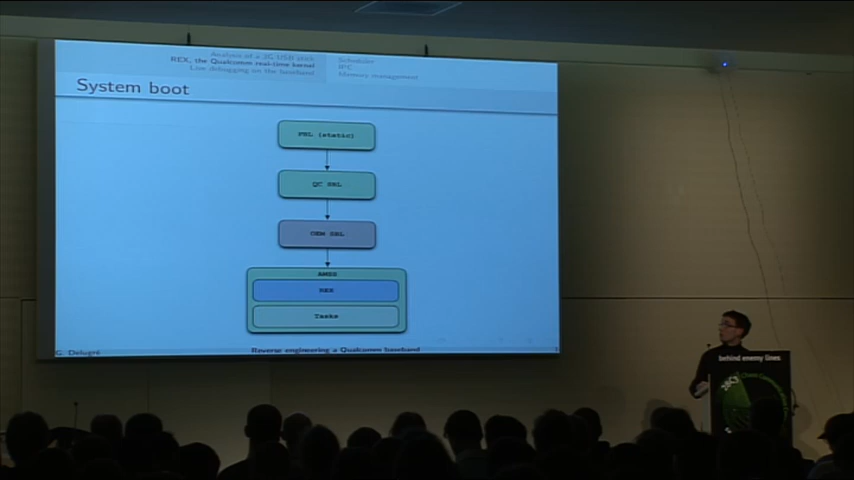 Analysis of a 3G USB stick
REX, the Qualcomm real-time kernel
Live debugging on the baseband
Scheduler
IPC
Memory management
System boot
PBL (static)
QC SBL
OEM SBL
AMSS
REX
Tasks
G. Delugré
Reverse engineering a Qualcomm baseband
behind enemy lines
28C3